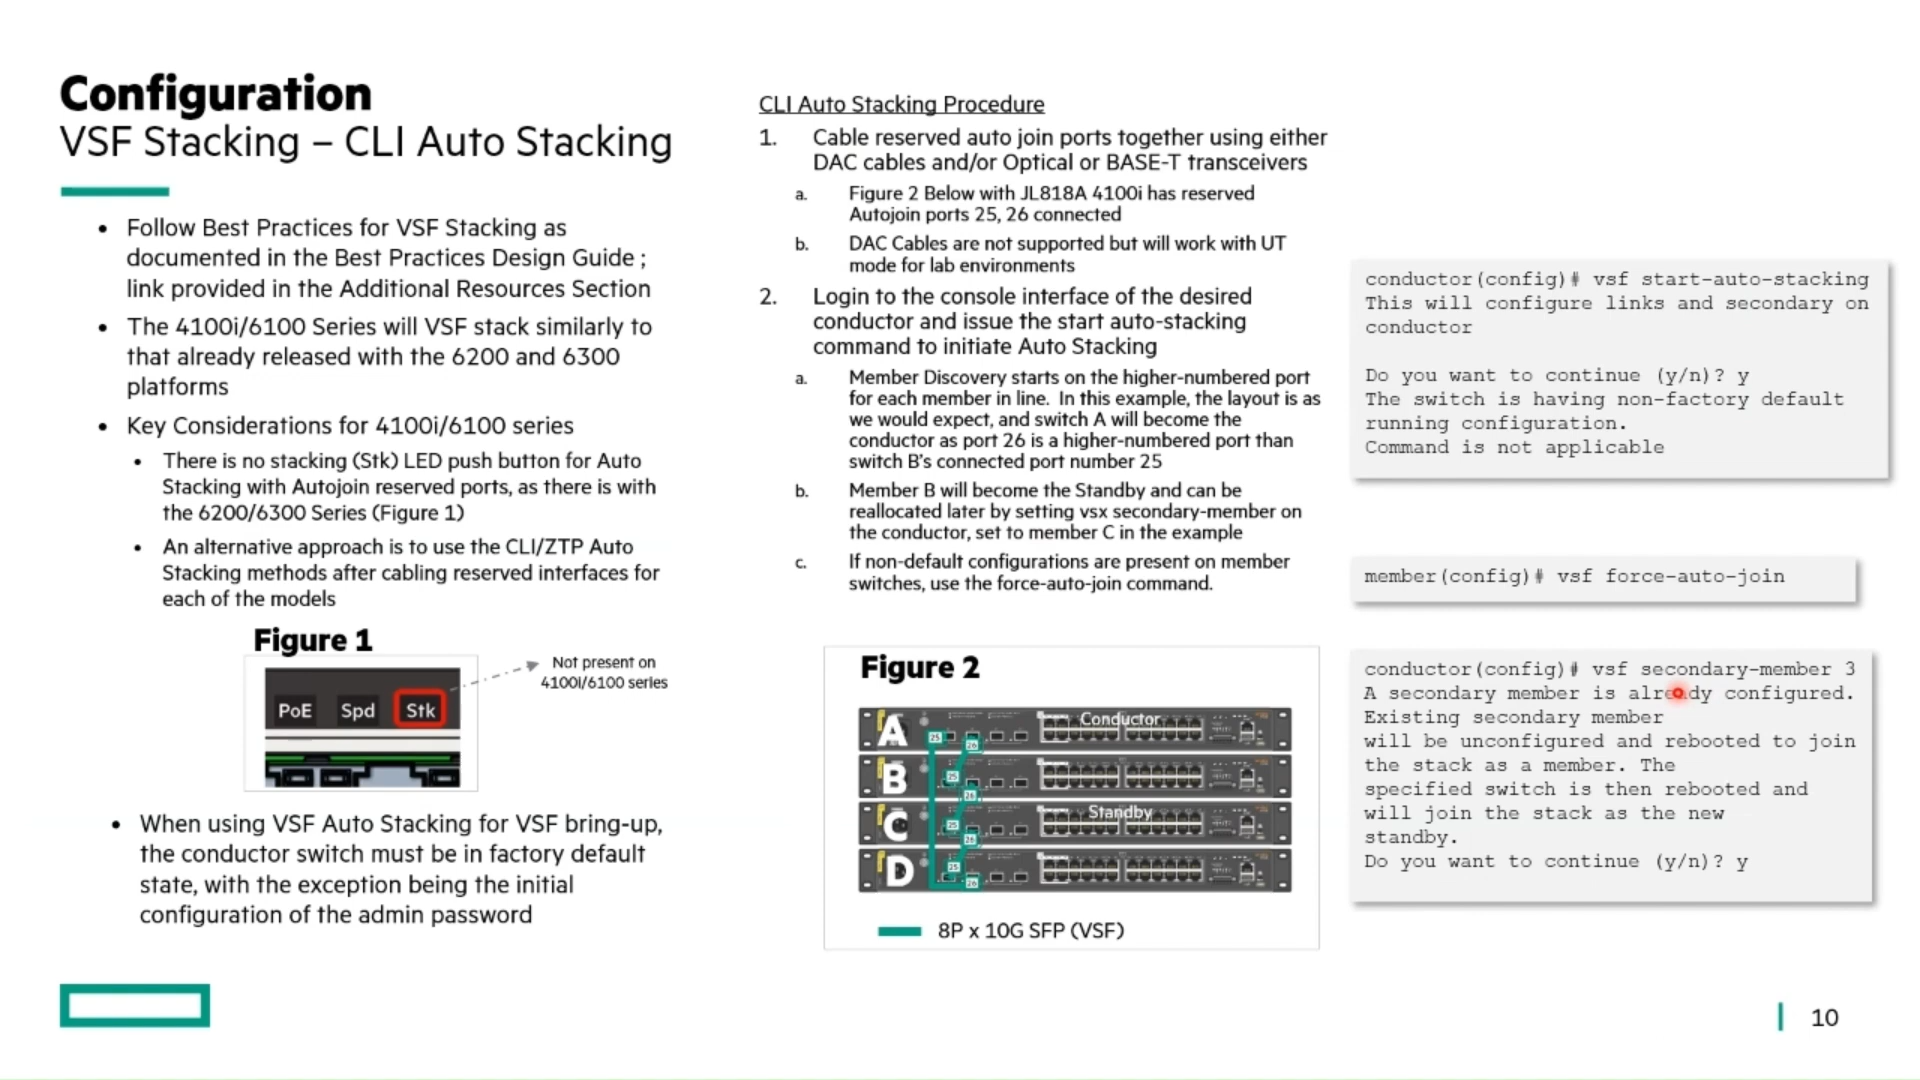 Configuration
VSF Stacking – CLI Auto Stacking
• Follow Best Practices for VSF Stacking as
documented in the Best Practices Design Guide ;
link provided in the Additional Resources Section
• The 4100i/6100 Series will VSF stack similarly to
that already released with the 6200 and 6300
platforms
• Key Considerations for 4100i/6100 series
• There is no stacking (Stk) LED push button for Auto
Stacking with Autojoin reserved ports, as there is with
the 6200/6300 Series (Figure 1)
• An alternative approach is to use the CLI/ZTP Auto
Stacking methods after cabling reserved interfaces for
each of the models
Figure 1
PoE Spd Stk
Not present on
4100I/6100 series
• When using VSF Auto Stacking for VSF bring-up,
the conductor switch must be in factory default
state, with the exception being the initial
configuration of the admin password
CLI Auto Stacking Procedure
1. Cable reserved auto join ports together using either
DAC cables and/or Optical or BASE-T transceivers
a. Figure 2 Below with JL818A 4100i has reserved
Autojoin ports 25, 26 connected
b. DAC Cables are not supported but will work with UT
mode for lab environments
2. Login to the console interface of the desired
conductor and issue the start auto-stacking
command to initiate Auto Stacking
a. Member Discovery starts on the higher-numbered port
for each member in line. In this example, the layout is as
we would expect, and switch A will become the
conductor as port 26 is a higher-numbered port than
switch B's connected port number 25
b. Member B will become the Standby and can be
reallocated later by setting vsx secondary-member on
the conductor, set to member C in the example
c. If non-default configurations are present on member
switches, use the force-auto-join command.
Figure 2
A Conductor
25 26
B
25
26
C Standby
25
26
D
25
26
8P x 10G SFP (VSF)
conductor(config)# vsf start-auto-stacking
This will configure links and secondary on
conductor
Do you want to continue (y/n)? y
The switch is having non-factory default
running configuration.
Command is not applicable
member(config)# vsf force-auto-join
conductor(config)# vsf secondary-member 3
A secondary member is already configured.
Existing secondary member
will be unconfigured and rebooted to join
the stack as a member. The
specified switch is then rebooted and
will join the stack as the new
standby.
Do you want to continue (y/n)? y
10